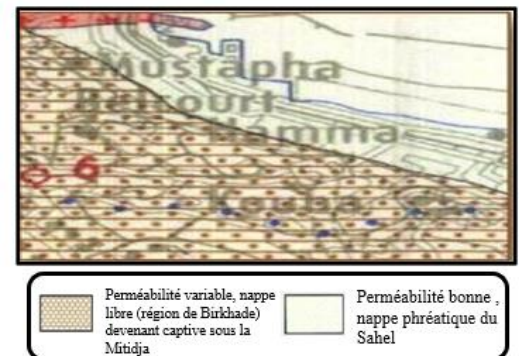 Mustapha
Belcourt
Hamma
6
Kouba
Perméabilité variable, nappe
libre (région de Birkhade)
devenant captive sous la
Mitidja
Perméabilité bonne ,
nappe phréatique du
Sahel